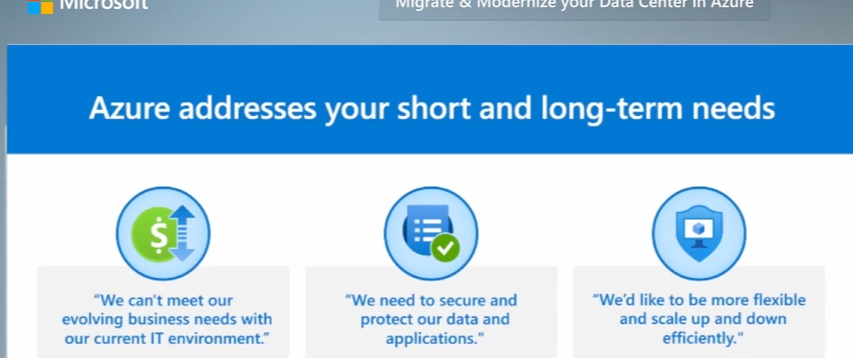 Microsoft
Migrate & Modernize your Data Center in Azure
Azure addresses your short and long-term needs
$
“We can't meet our
evolving business needs with
our current IT environment.”
“We need to secure and
protect our data and
applications."
“We’d like to be more flexible
and scale up and down
efficiently."